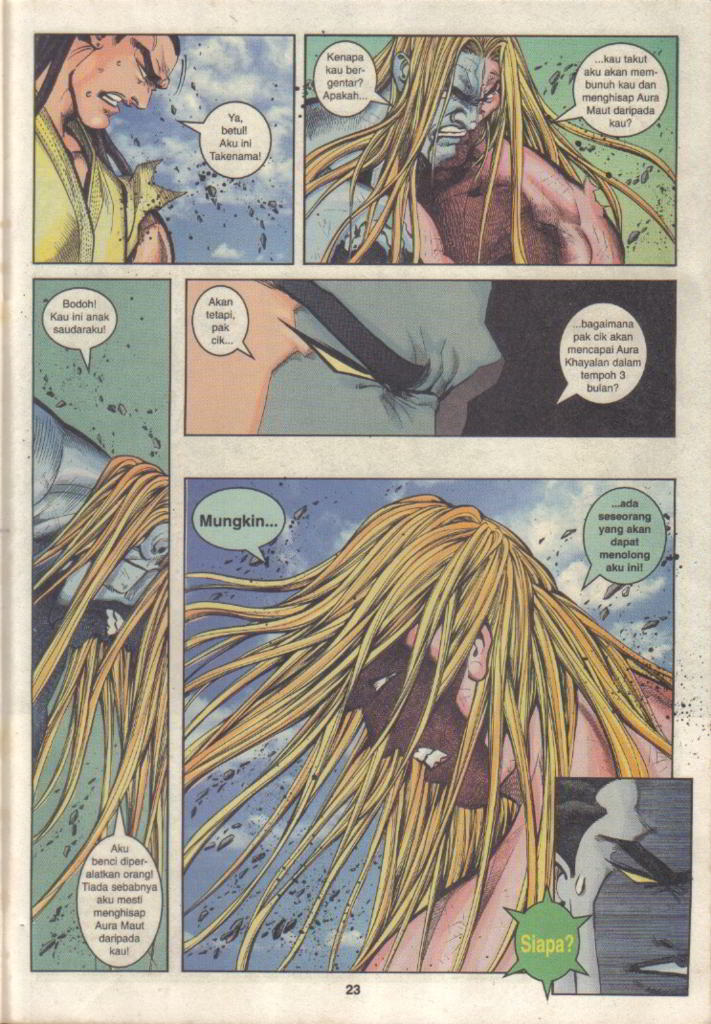 Ya,
betul!
Aku ini
Takenama!
Kenapa
kau ber-
gentar?
Apakah...
...kau takut
aku akan mem-
bunuh kau dan
menghisap Aura
Maut daripada
kau?
Bodoh!
Kau ini anak
saudaraku!
Aku
benci diper-
alatkan orang!
Tiada sebabnya
aku mesti
menghisap
Aura Maut
daripada
kau!
Akan
tetapi,
pak
cik...
...bagaimana
pak cik akan
mencapai Aura
Khayalan dalam
tempoh 3
bulan?
Mungkin...
...ada
seseorang
yang akan
dapat
menolong
aku ini!
Siapa?
23